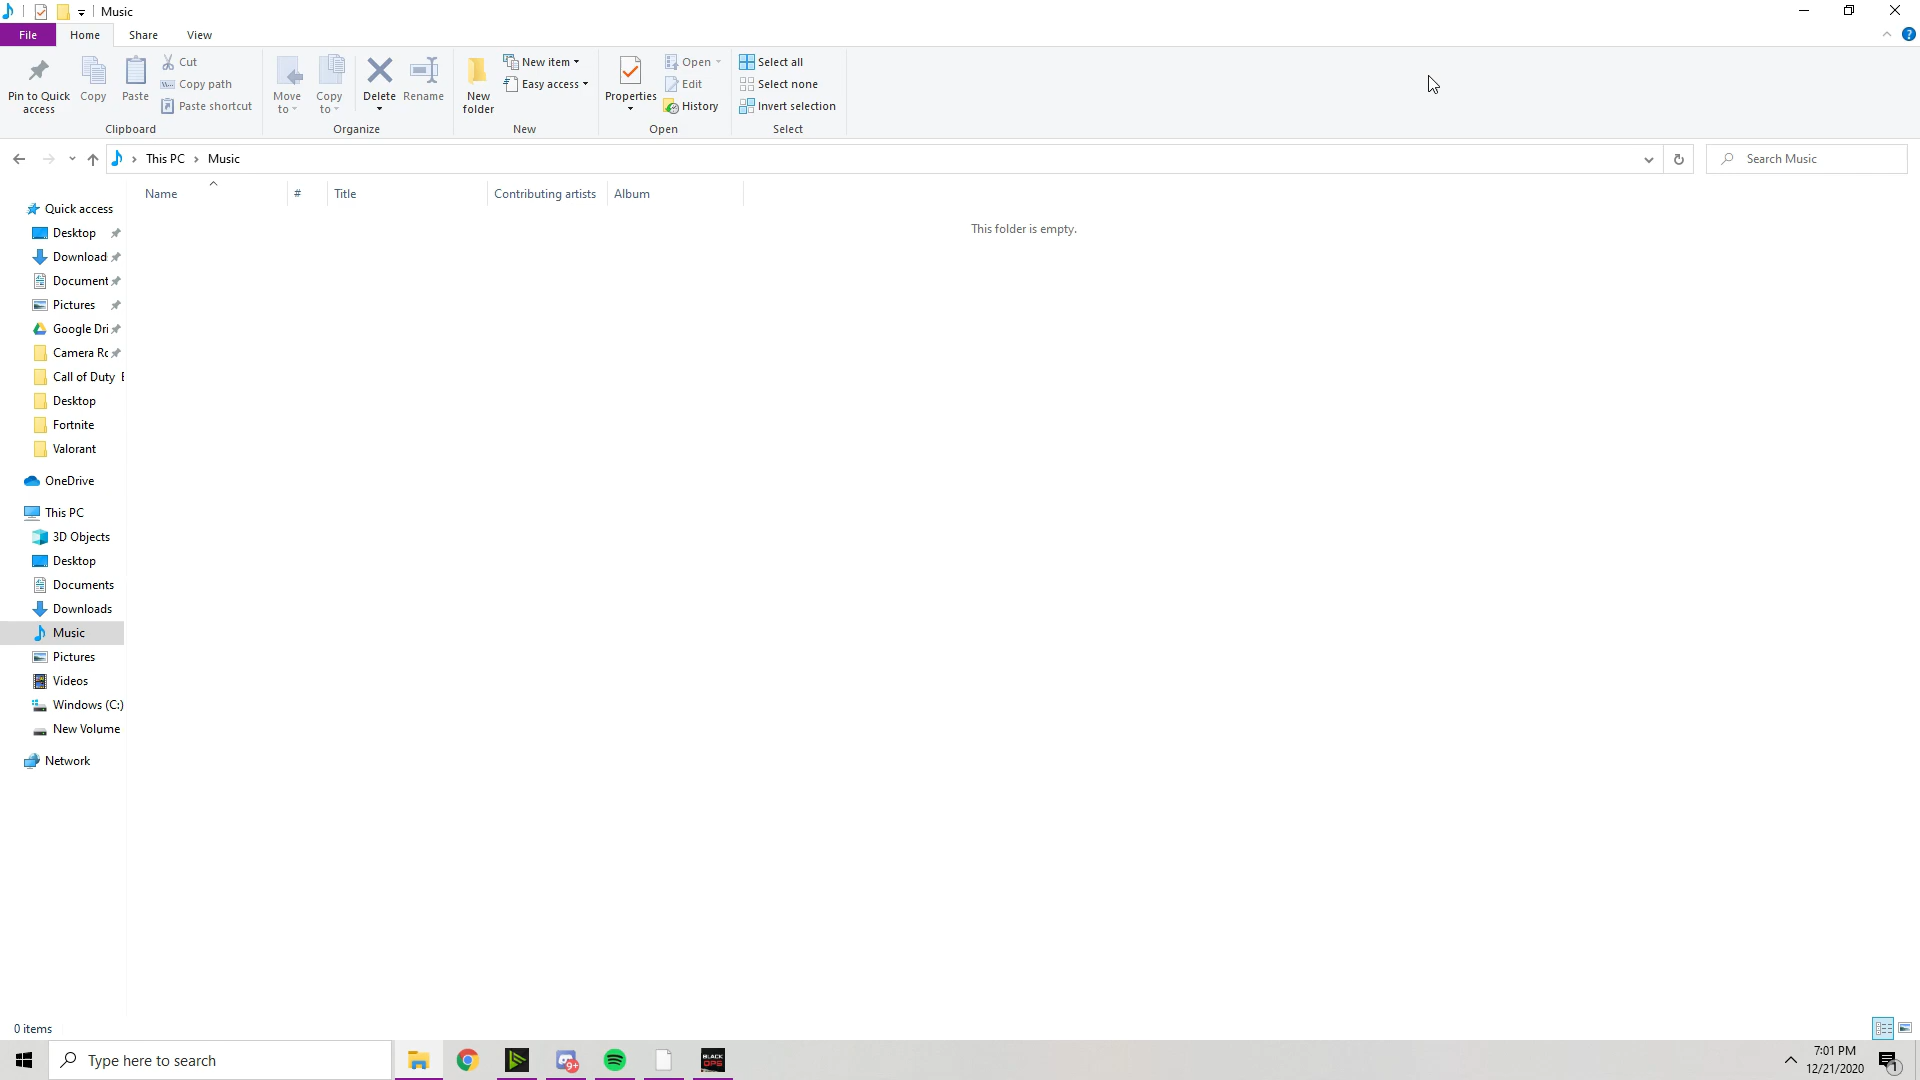 Music
File Home Share View
Pin to Quick access
Copy
Paste
Cut
Copy path
Paste shortcut
Clipboard
Move to
Copy to
Delete
Rename
Organize
New folder
New item
Easy access
New
Properties
Open
Edit
History
Open
Select all
Select none
Invert selection
Select
This PC > Music
Search Music
Name # Title Contributing artists Album
This folder is empty.
Quick access
Desktop
Download
Document
Pictures
Google Dri
Camera Ro
Call of Duty
Desktop
Fortnite
Valorant
OneDrive
This PC
3D Objects
Desktop
Documents
Downloads
Music
Pictures
Videos
Windows (C:)
New Volume
Network
0 items
Type here to search
9+
BLACK
OPS
7:01 PM
12/21/2020
1